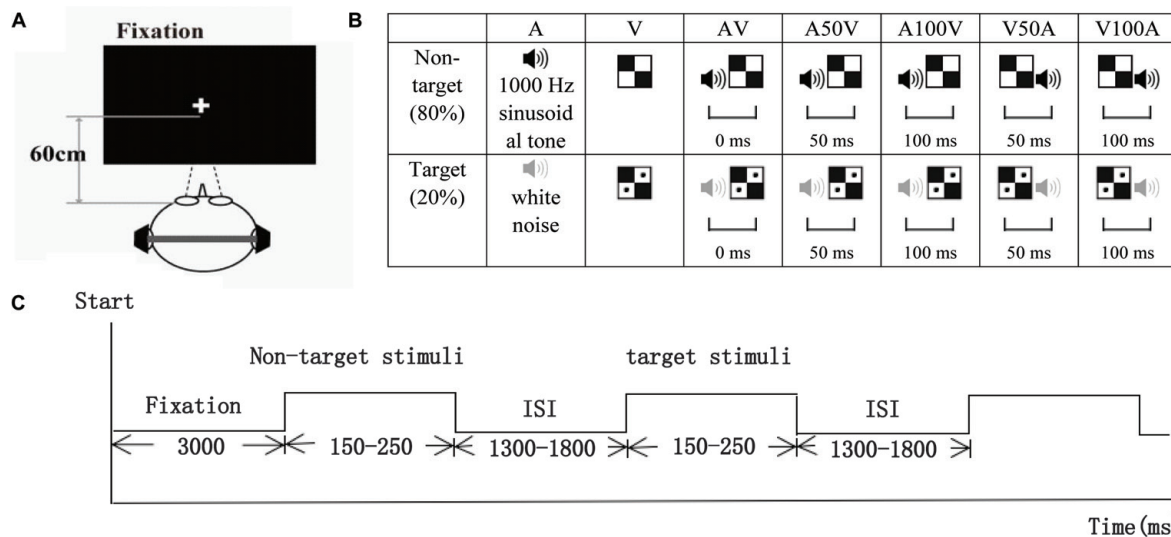 A
Fixation
60cm
B
A V AV A50V A100V V50A V100A
Non-
target
(80%)
1000 Hz
sinusoid
al tone
0 ms 50 ms 100 ms 50 ms 100 ms
Target
(20%)
white
noise
0 ms 50 ms 100 ms 50 ms 100 ms
C
Start
Non-target stimuli target stimuli
Fixation ISI ISI
3000 150-250 1300-1800 150-250 1300-1800
Time(ms